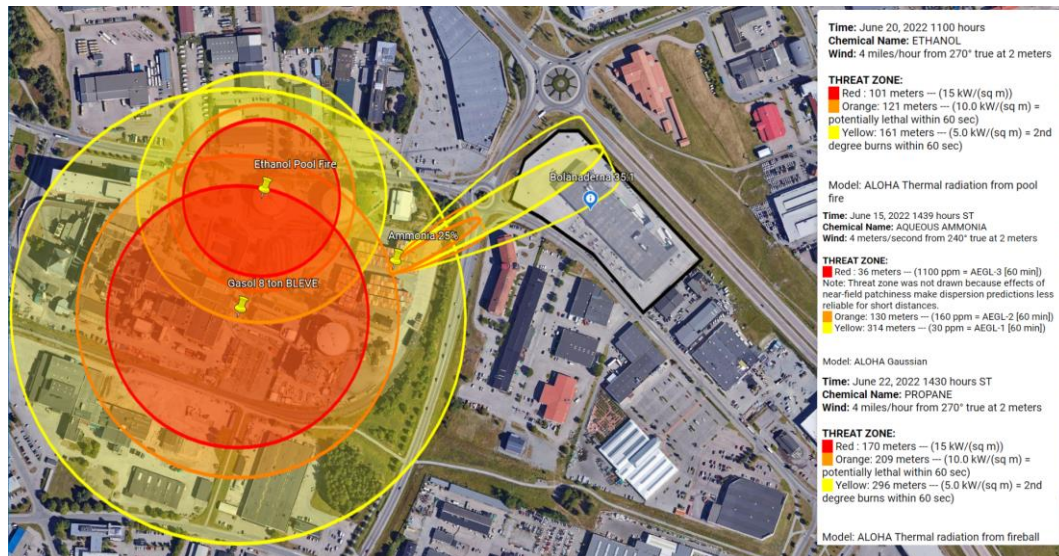 Ethanol Pool Fire
Bolänaderna 35:1
Ammonia 25%
Gasol 8 ton BLEVE
Time: June 20, 2022 1100 hours
Chemical Name: ETHANOL
Wind: 4 miles/hour from 270° true at 2 meters
THREAT ZONE:
Red : 101 meters --- (15 kW/(sq m))
Orange: 121 meters --- (10.0 kW/(sq m) =
potentially lethal within 60 sec)
Yellow: 161 meters --- (5.0 kW/(sq m) = 2nd
degree burns within 60 sec)
Model: ALOHA Thermal radiation from pool
fire
Time: June 15, 2022 1439 hours ST
Chemical Name: AQUEOUS AMMONIA
Wind: 4 meters/second from 240° true at 2 meters
THREAT ZONE:
Red : 36 meters --- (1100 ppm = AEGL-3 [60 min])
Note: Threat zone was not drawn because effects of
near-field patchiness make dispersion predictions less
reliable for short distances.
Orange: 130 meters --- (160 ppm = AEGL-2 [60 min])
Yellow: 314 meters --- (30 ppm = AEGL-1 [60 min])
Model: ALOHA Gaussian
Time: June 22, 2022 1430 hours ST
Chemical Name: PROPANE
Wind: 4 miles/hour from 270° true at 2 meters
THREAT ZONE:
Red : 170 meters --- (15 kW/(sq m))
Orange: 209 meters --- (10.0 kW/(sq m) =
potentially lethal within 60 sec)
Yellow: 296 meters --- (5.0 kW/(sq m) = 2nd
degree burns within 60 sec)
Model: ALOHA Thermal radiation from fireball